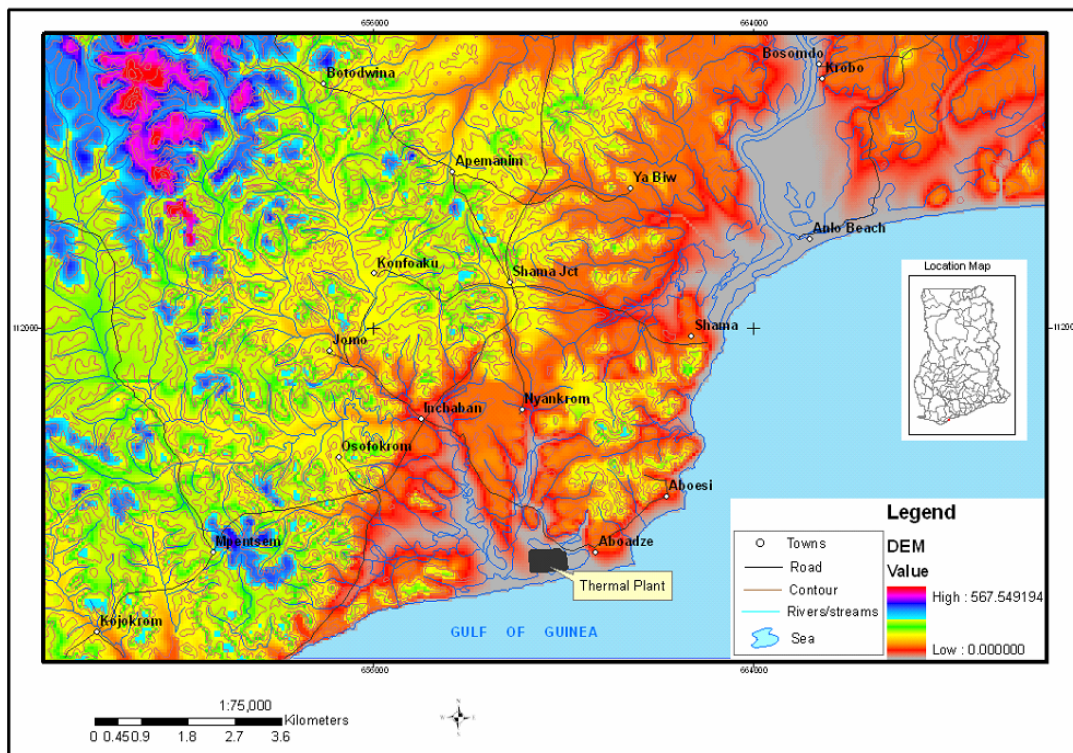 656000 664000
Bosomdo
Krobo
Botodwina
Apemanim
Ya Biw
Anlo Beach
Konfoaku
Shama Jct
Location Map
112000
Shama
Jomo
Inchaban
Nyankrom
Osofokrom
Aboesi
Mpentsem
Aboadze
Thermal Plant
Kojokrom
GULF OF GUINEA
Legend
Towns
Road
Contour
Rivers/streams
Sea
DEM
Value
High : 567.549194
Low : 0.000000
656000 664000
1:75,000
Kilometers
0 0.45 0.9 1.8 2.7 3.6